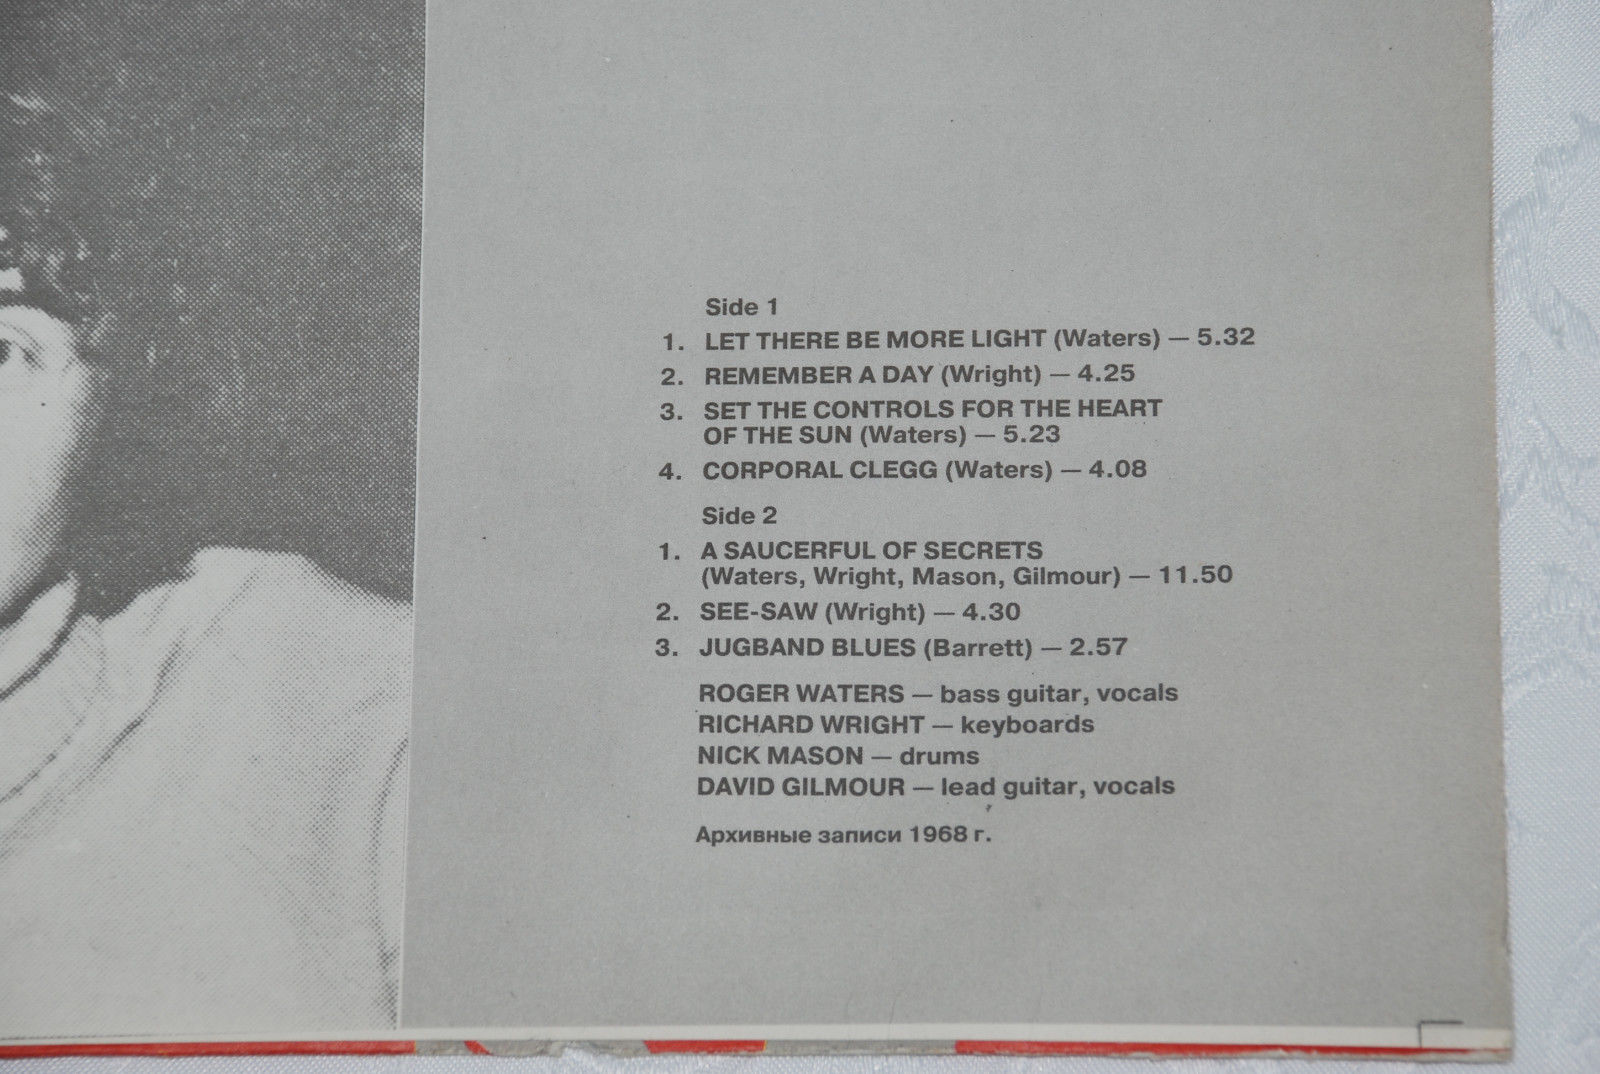 Side 1
1. LET THERE BE MORE LIGHT (Waters) — 5.32
2. REMEMBER A DAY (Wright) — 4.25
3. SET THE CONTROLS FOR THE HEART
OF THE SUN (Waters) — 5.23
4. CORPORAL CLEGG (Waters) — 4.08
Side 2
1. A SAUCERFUL OF SECRETS
(Waters, Wright, Mason, Gilmour) — 11.50
2. SEE-SAW (Wright) — 4.30
3. JUGBAND BLUES (Barrett) — 2.57
ROGER WATERS — bass guitar, vocals
RICHARD WRIGHT — keyboards
NICK MASON — drums
DAVID GILMOUR — lead guitar, vocals
Архивные записи 1968 г.